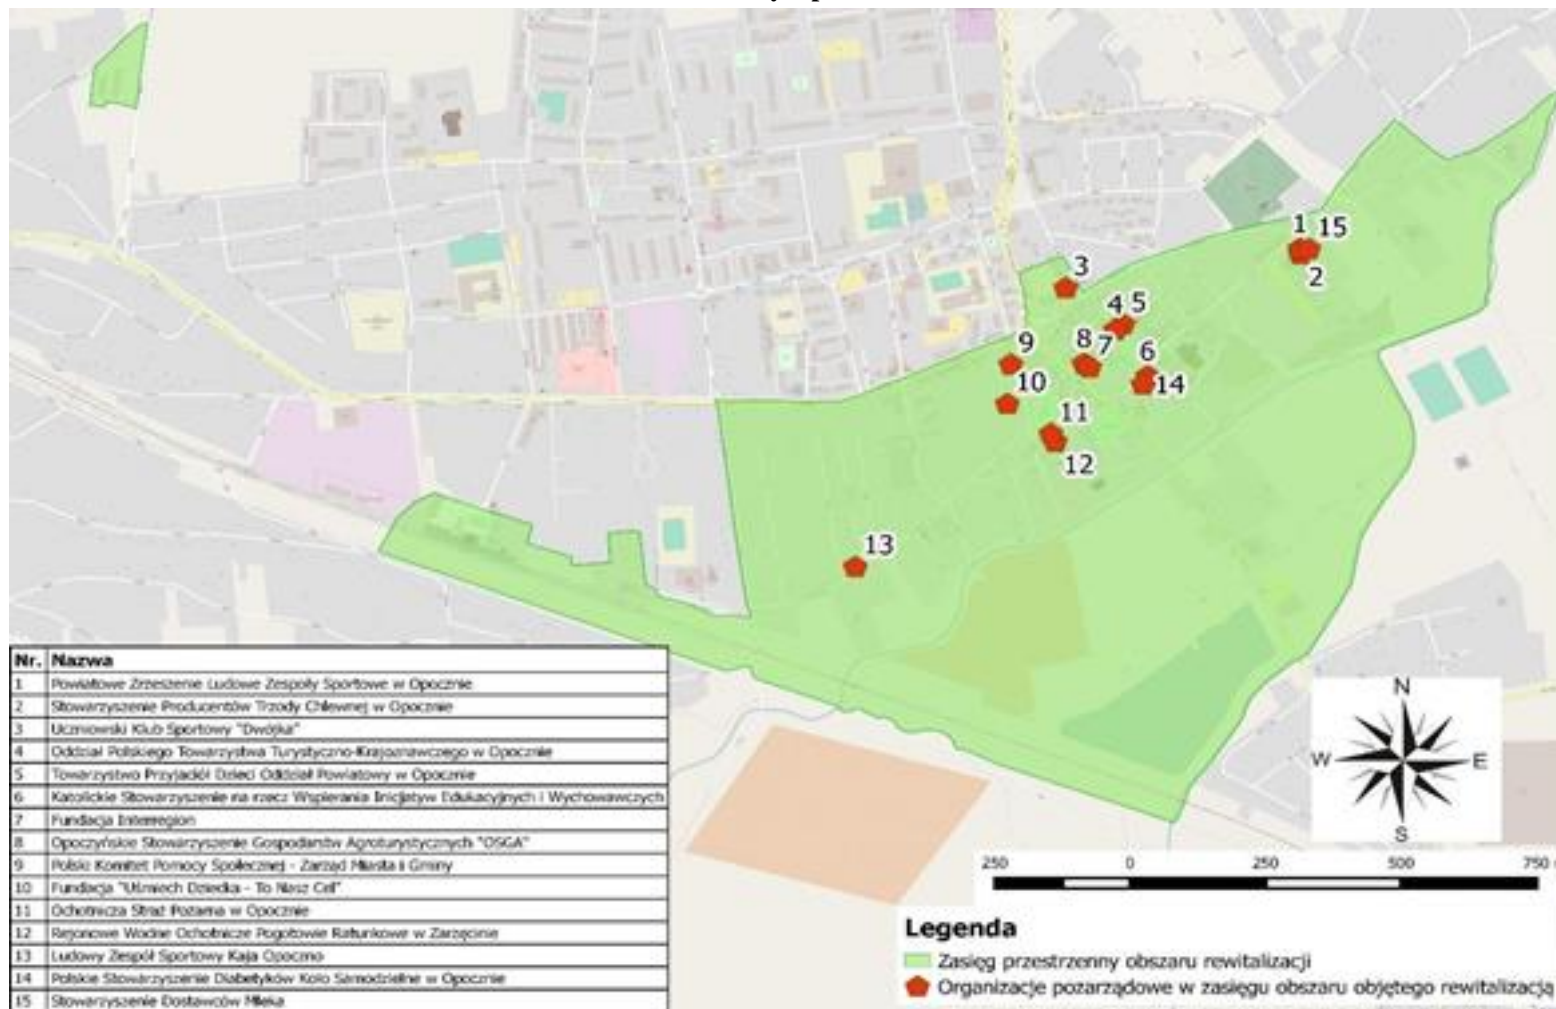 1
15
2
3
5
4
8
7
6
14
9
10
11
12
13
Nr. Nazwa
1 Powiatowe Zrzeszenie Ludowe Zespoły Sportowe w Opocznie
2 Stowarzyszenie Producentów Trzody Chlewnej w Opocznie
3 Uczniowski Klub Sportowy "Dwójka"
4 Oddział Polskiego Towarzystwa Turystyczno-Krajoznawczego w Opocznie
5 Towarzystwo Przyjaciół Dzieci Oddział Powiatowy w Opocznie
6 Katolickie Stowarzyszenie na rzecz Wspierania Inicjatyw Edukacyjnych i Wychowawczych
7 Fundacja Interregion
8 Opoczyńskie Stowarzyszenie Gospodarstw Agroturystycznych "OSGA"
9 Polski Komitet Pomocy Społecznej - Zarząd Miasta i Gminy
10 Fundacja "Uśmiech Dziecka - To Nasz Cel"
11 Ochotnicza Straż Pożarna w Opocznie
12 Rejonowe Wodne Ochotnicze Pogotowie Ratunkowe w Zarzęcinie
13 Ludowy Zespół Sportowy Kaja Opoczno
14 Polskie Stowarzyszenie Diabetyków Koło Samodzielne w Opocznie
15 Stowarzyszenie Dostawców Mleka
N
W E
S
250 0 250 500 750
Legenda
Zasięg przestrzenny obszaru rewitalizacji
Organizacje pozarządowe w zasięgu obszaru objętego rewitalizacją